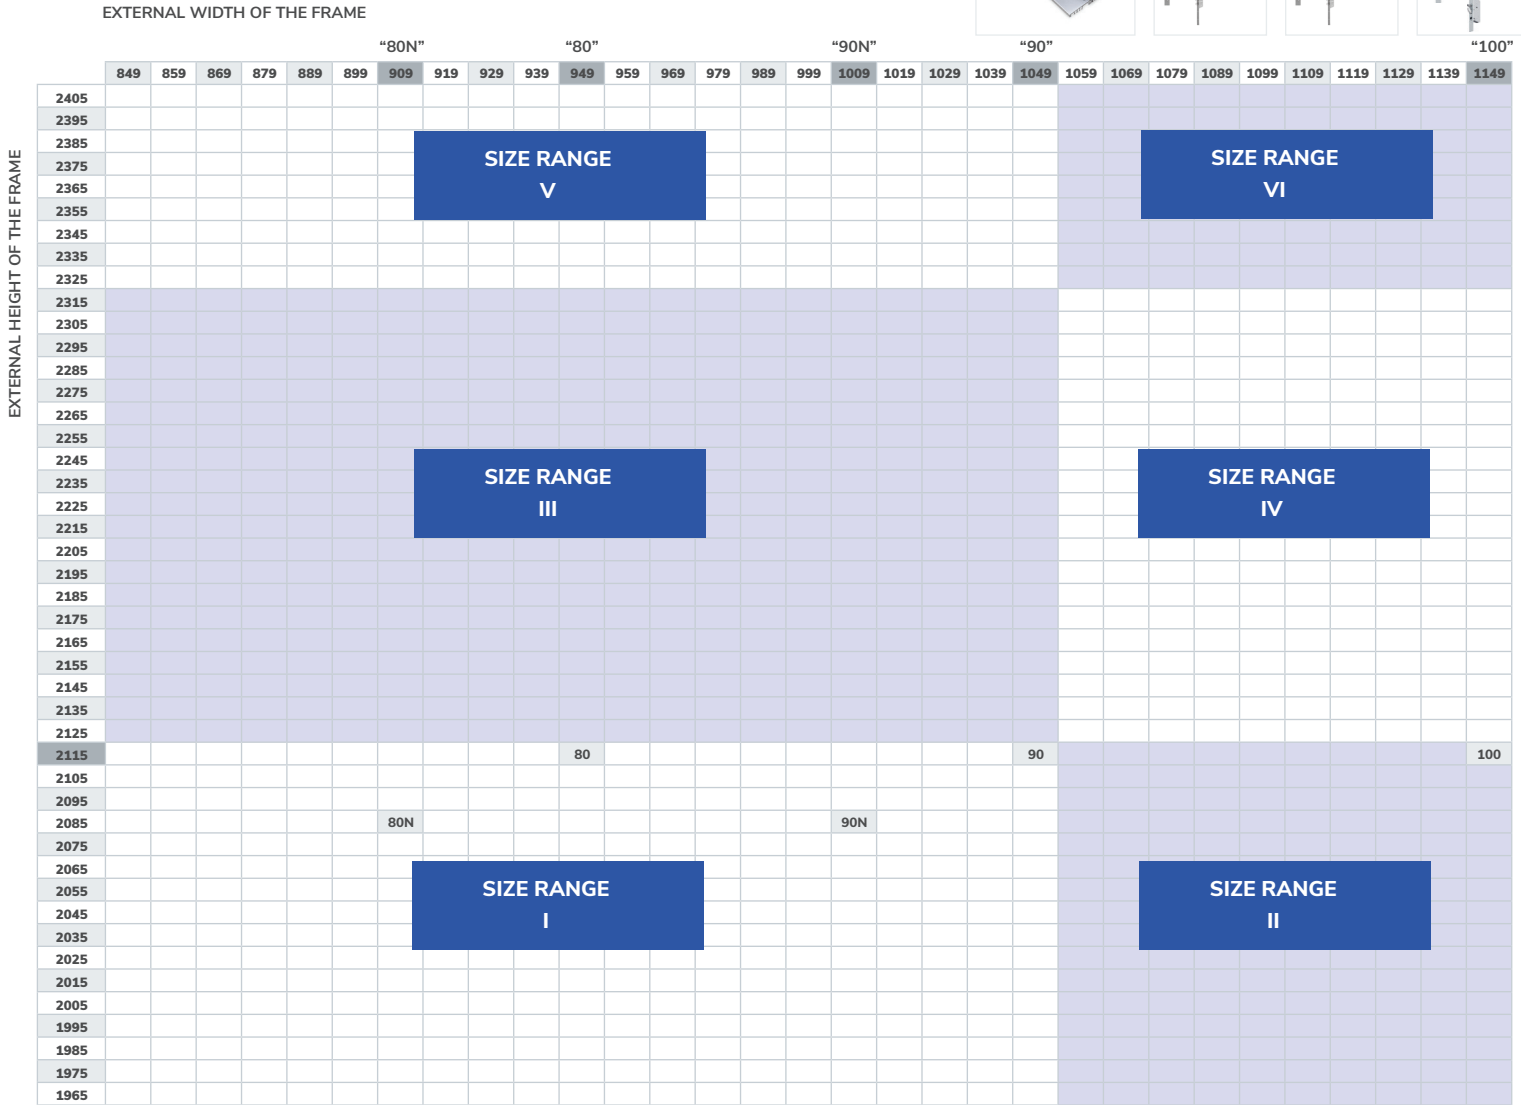 EXTERNAL WIDTH OF THE FRAME
“80N” “80” “90N” “90” “100”
849 859 869 879 889 899 909 919 929 939 949 959 969 979 989 999 1009 1019 1029 1039 1049 1059 1069 1079 1089 1099 1109 1119 1129 1139 1149
EXTERNAL HEIGHT OF THE FRAME
2405
2395
2385
2375
2365
2355
2345
2335
2325
2315
2305
2295
2285
2275
2265
2255
2245
2235
2225
2215
2205
2195
2185
2175
2165
2155
2145
2135
2125
2115 80 90 100
2105
2095
2085 80N 90N
2075
2065
2055
2045
2035
2025
2015
2005
1995
1985
1975
1965
SIZE RANGE
V
SIZE RANGE
VI
SIZE RANGE
III
SIZE RANGE
IV
SIZE RANGE
I
SIZE RANGE
II